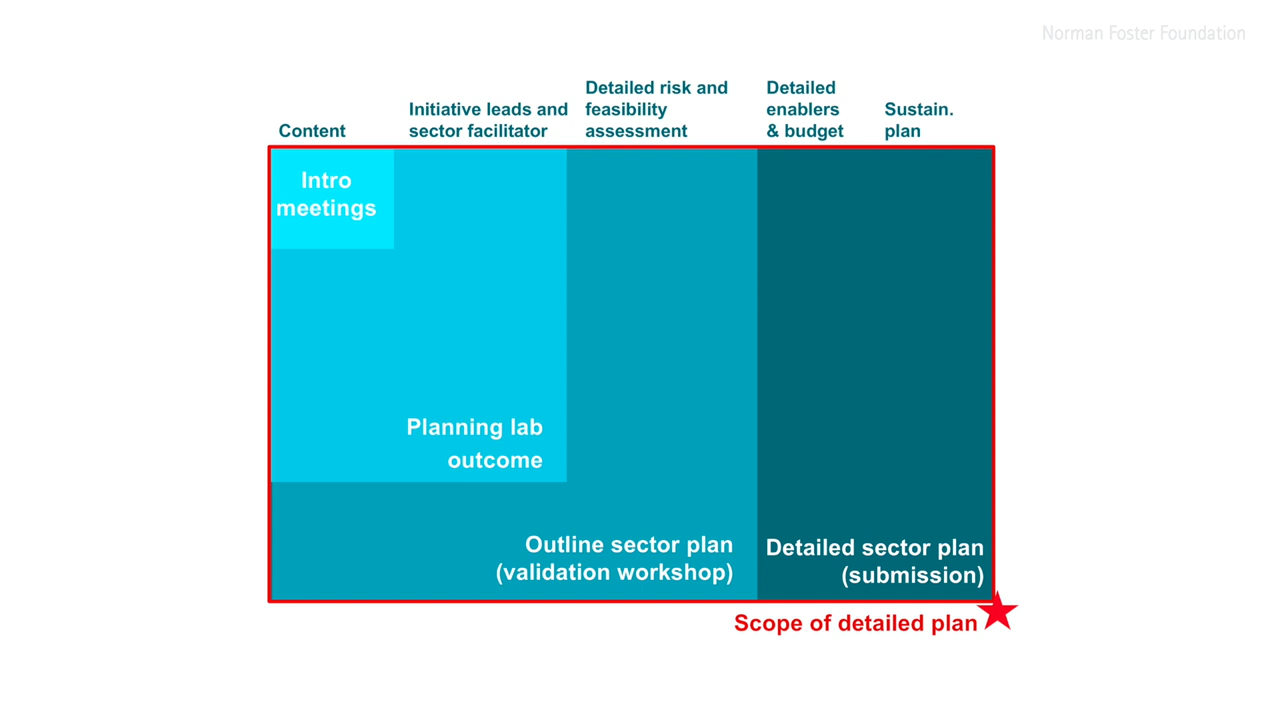 Norman Foster Foundation
Content
Initiative leads and
sector facilitator
Detailed risk and
feasibility
assessment
Detailed
enablers
& budget
Sustain.
plan
Intro
meetings
Planning lab
outcome
Outline sector plan
(validation workshop)
Detailed sector plan
(submission)
Scope of detailed plan